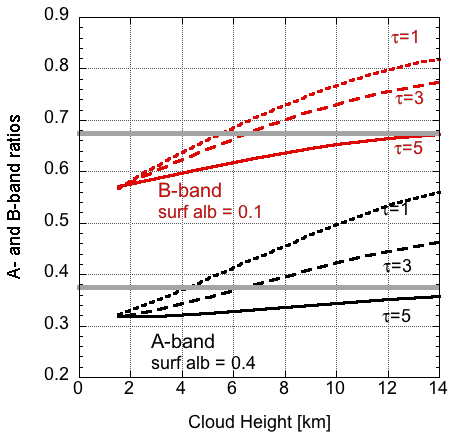 A- and B-band ratios
0.9
0.8
0.7
0.6
0.5
0.4
0.3
0.2
τ=1
τ=3
τ=5
B-band
surf alb = 0.1
τ=1
τ=3
τ=5
A-band
surf alb = 0.4
0 2 4 6 8 10 12 14
Cloud Height [km]